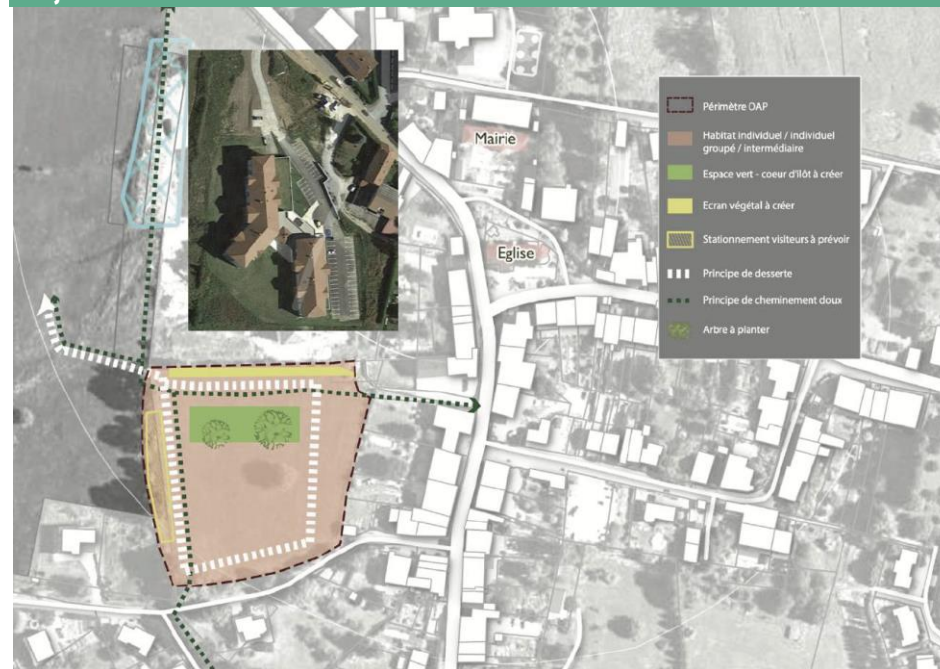 Mairie
Eglise
Périmètre OAP
Habitat individuel / individuel
groupé / intermédiaire
Espace vert - coeur d'îlôt à créer
Ecran végétal à créer
Stationnement visiteurs à prévoir
Principe de desserte
Principe de cheminement doux
Arbre à planter